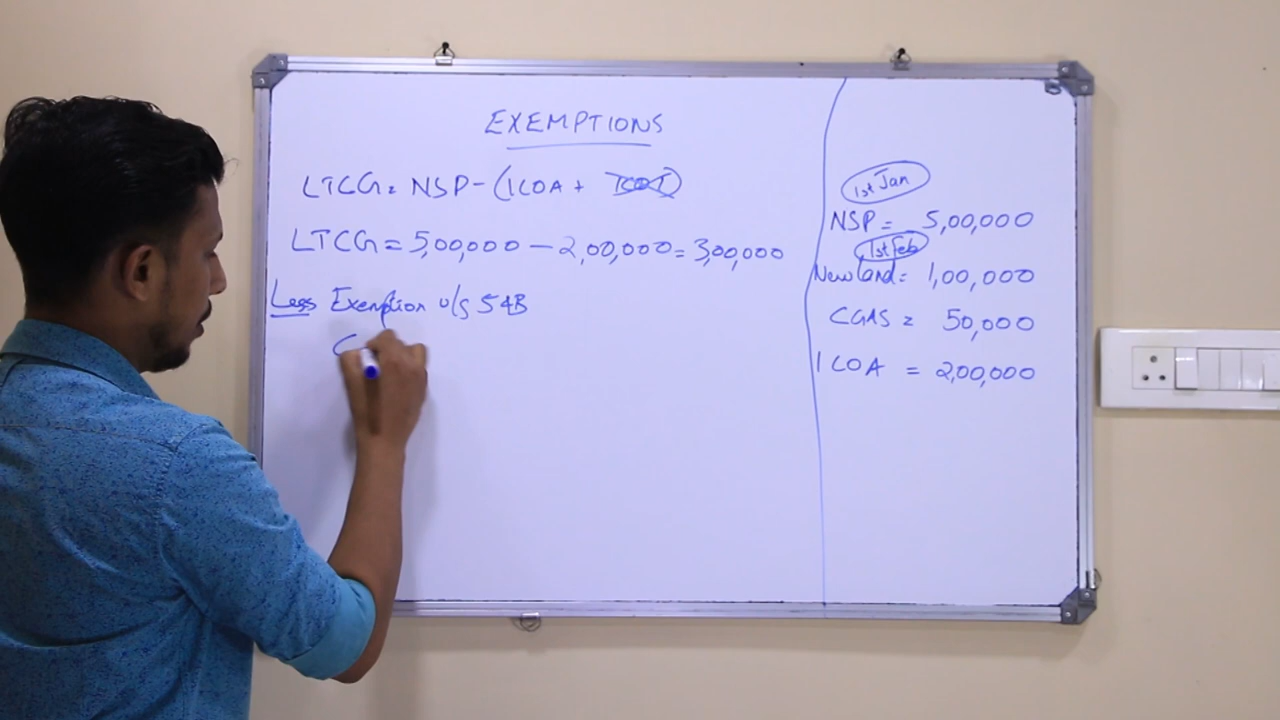 EXEMPTIONS
LTCG = NSP - (ICOA +
LTCG = 5,00,000 - 2,00,000 = 3,00,000
Less Exemption u/s 54B
1st Jan
NSP = 5,00,000
1st Feb
New land = 1,00,000
CGAS = 50,000
ICOA = 2,00,000